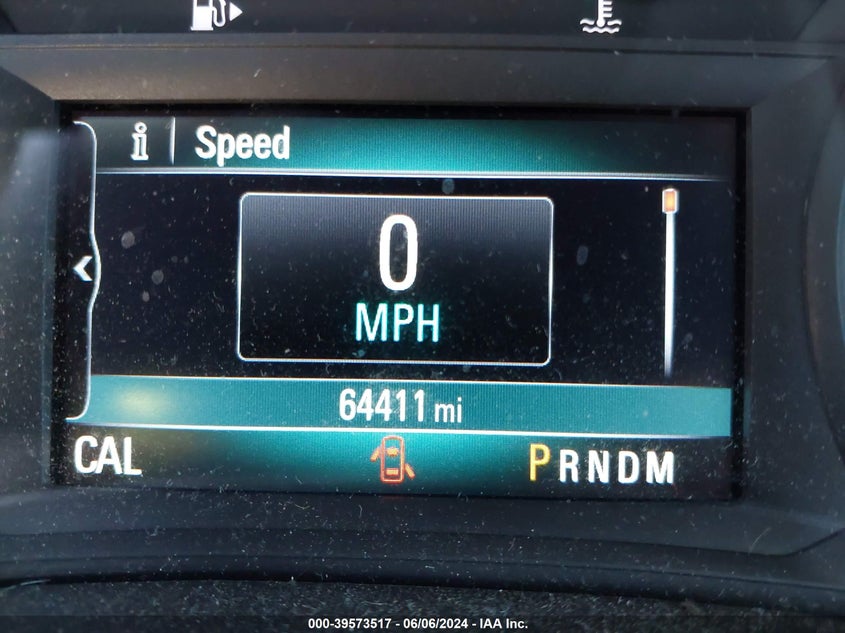 i Speed
0
MPH
64411 mi
CAL
PRNDM
000-39573517 - 06/06/2024 - IAA Inc.